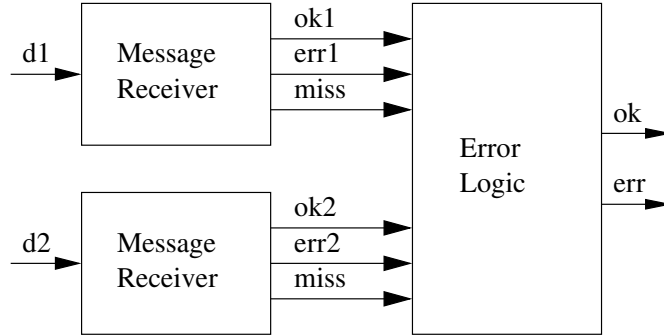 d1
Message
Receiver
ok1
err1
miss
Error
Logic
ok
err
d2
Message
Receiver
ok2
err2
miss